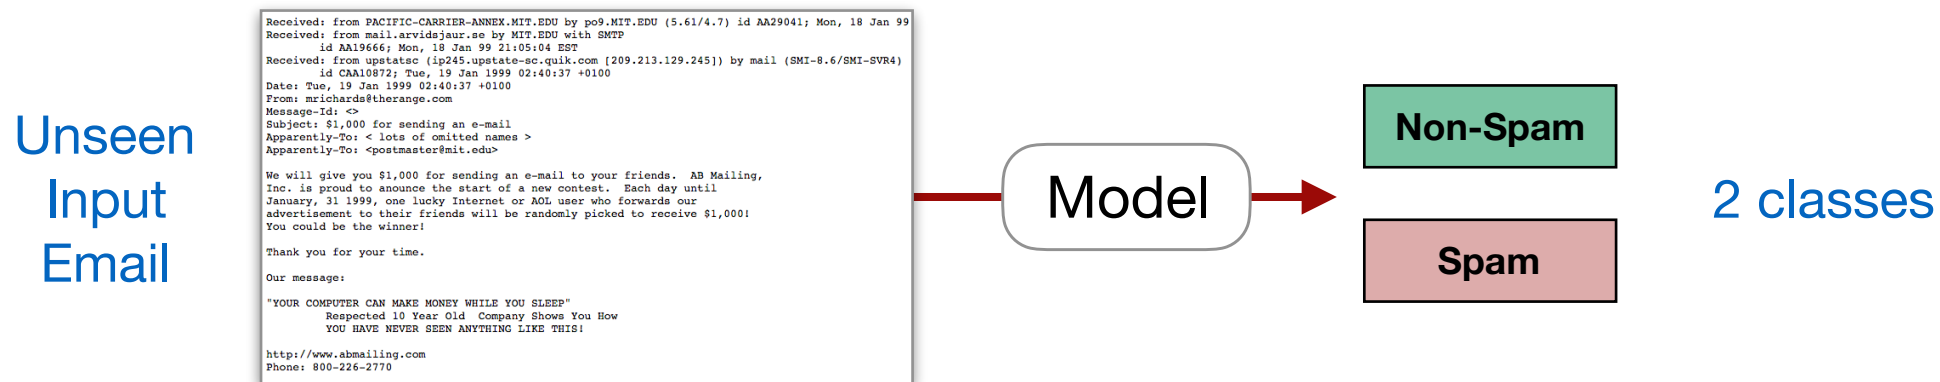 Unseen
Input
Email
Received: from PACIFIC-CARRIER-ANNEX.MIT.EDU by po9.MIT.EDU (5.61/4.7) id AA29041; Mon, 18 Jan 99
Received: from mail.arvidsjaur.se by MIT.EDU with SMTP
id AA19666; Mon, 18 Jan 99 21:05:04 EST
Received: from upstatsc (ip245.upstate-sc.quik.com [209.213.129.245]) by mail (SMI-8.6/SMI-SVR4)
id CAA10872; Tue, 19 Jan 1999 02:40:37 +0100
Date: Tue, 19 Jan 1999 02:40:37 +0100
From: mrichards@therange.com
Message-Id: <>
Subject: $1,000 for sending an e-mail
Apparently-To: < lots of omitted names >
Apparently-To: <postmaster@mit.edu>
We will give you $1,000 for sending an e-mail to your friends.  AB Mailing,
Inc. is proud to anounce the start of a new contest.  Each day until
January, 31 1999, one lucky Internet or AOL user who forwards our
advertisement to their friends will be randomly picked to receive $1,000!
You could be the winner!
Thank you for your time.
Our message:
"YOUR COMPUTER CAN MAKE MONEY WHILE YOU SLEEP"
Respected 10 Year Old  Company Shows You How
YOU HAVE NEVER SEEN ANYTHING LIKE THIS!
http://www.abmailing.com
Phone: 800-226-2770
Model
Non-Spam
Spam
2 classes